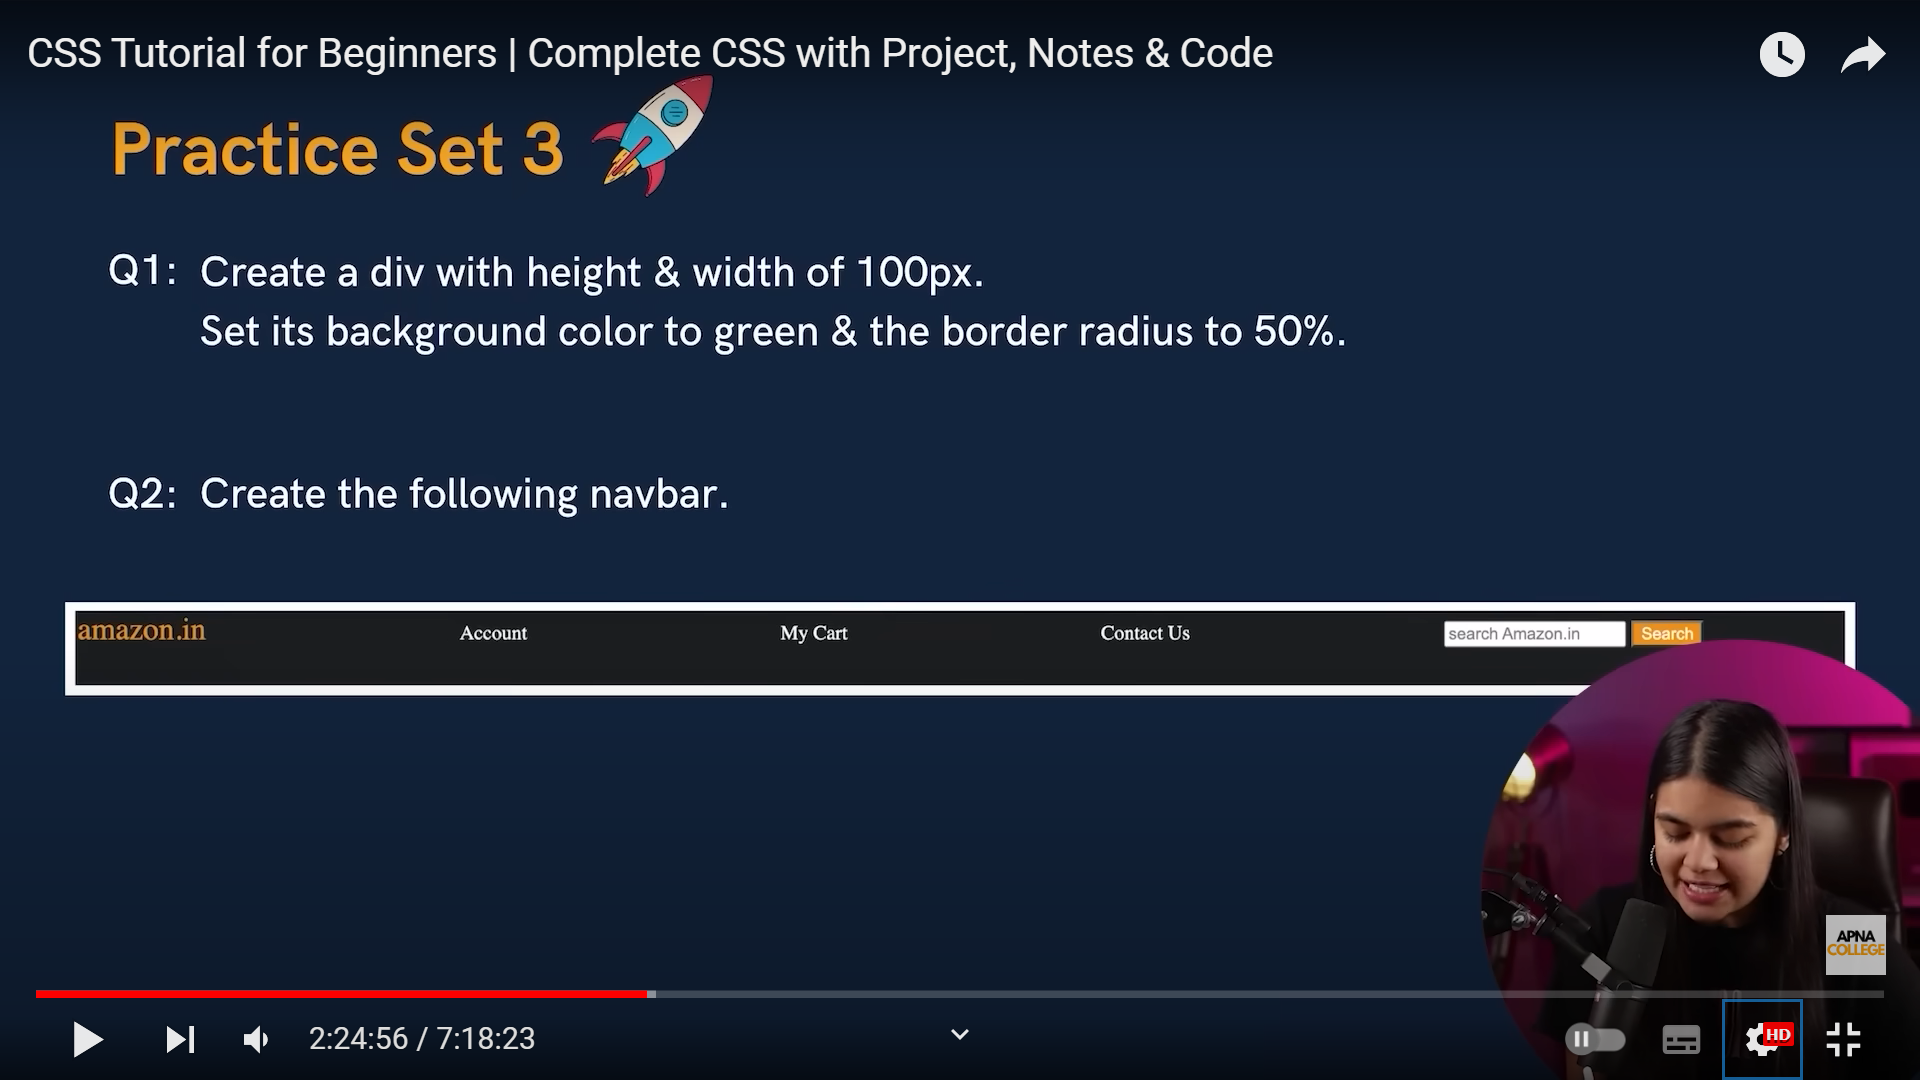 CSS Tutorial for Beginners | Complete CSS with Project, Notes & Code
Practice Set 3
Q1: Create a div with height & width of 100px.
Set its background color to green & the border radius to 50%.
Q2: Create the following navbar.
amazon.in Account My Cart Contact Us search Amazon.in Search
APNA
COLLEGE
2:24:56 / 7:18:23
HD